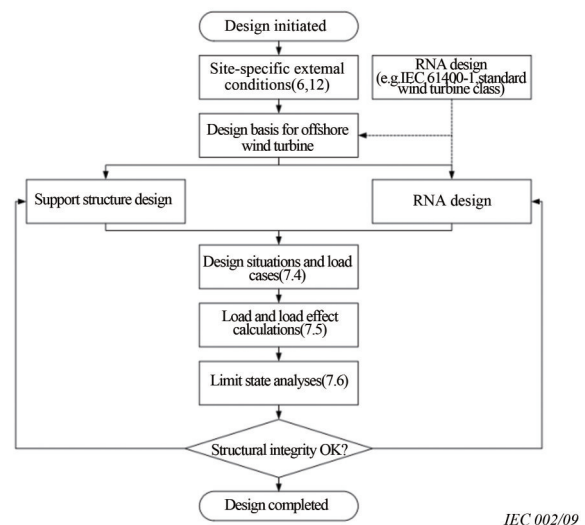 Design initiated
Site-specific external
conditions(6,12)
RNA design
(e.g.IEC 61400-1,standard
wind turbine class)
Design basis for offshore
wind turbine
Support structure design
RNA design
Design situations and load
cases(7.4)
Load and load effect
calculations(7.5)
Limit state analyses(7.6)
Structural integrity OK?
Design completed
IEC 002/09